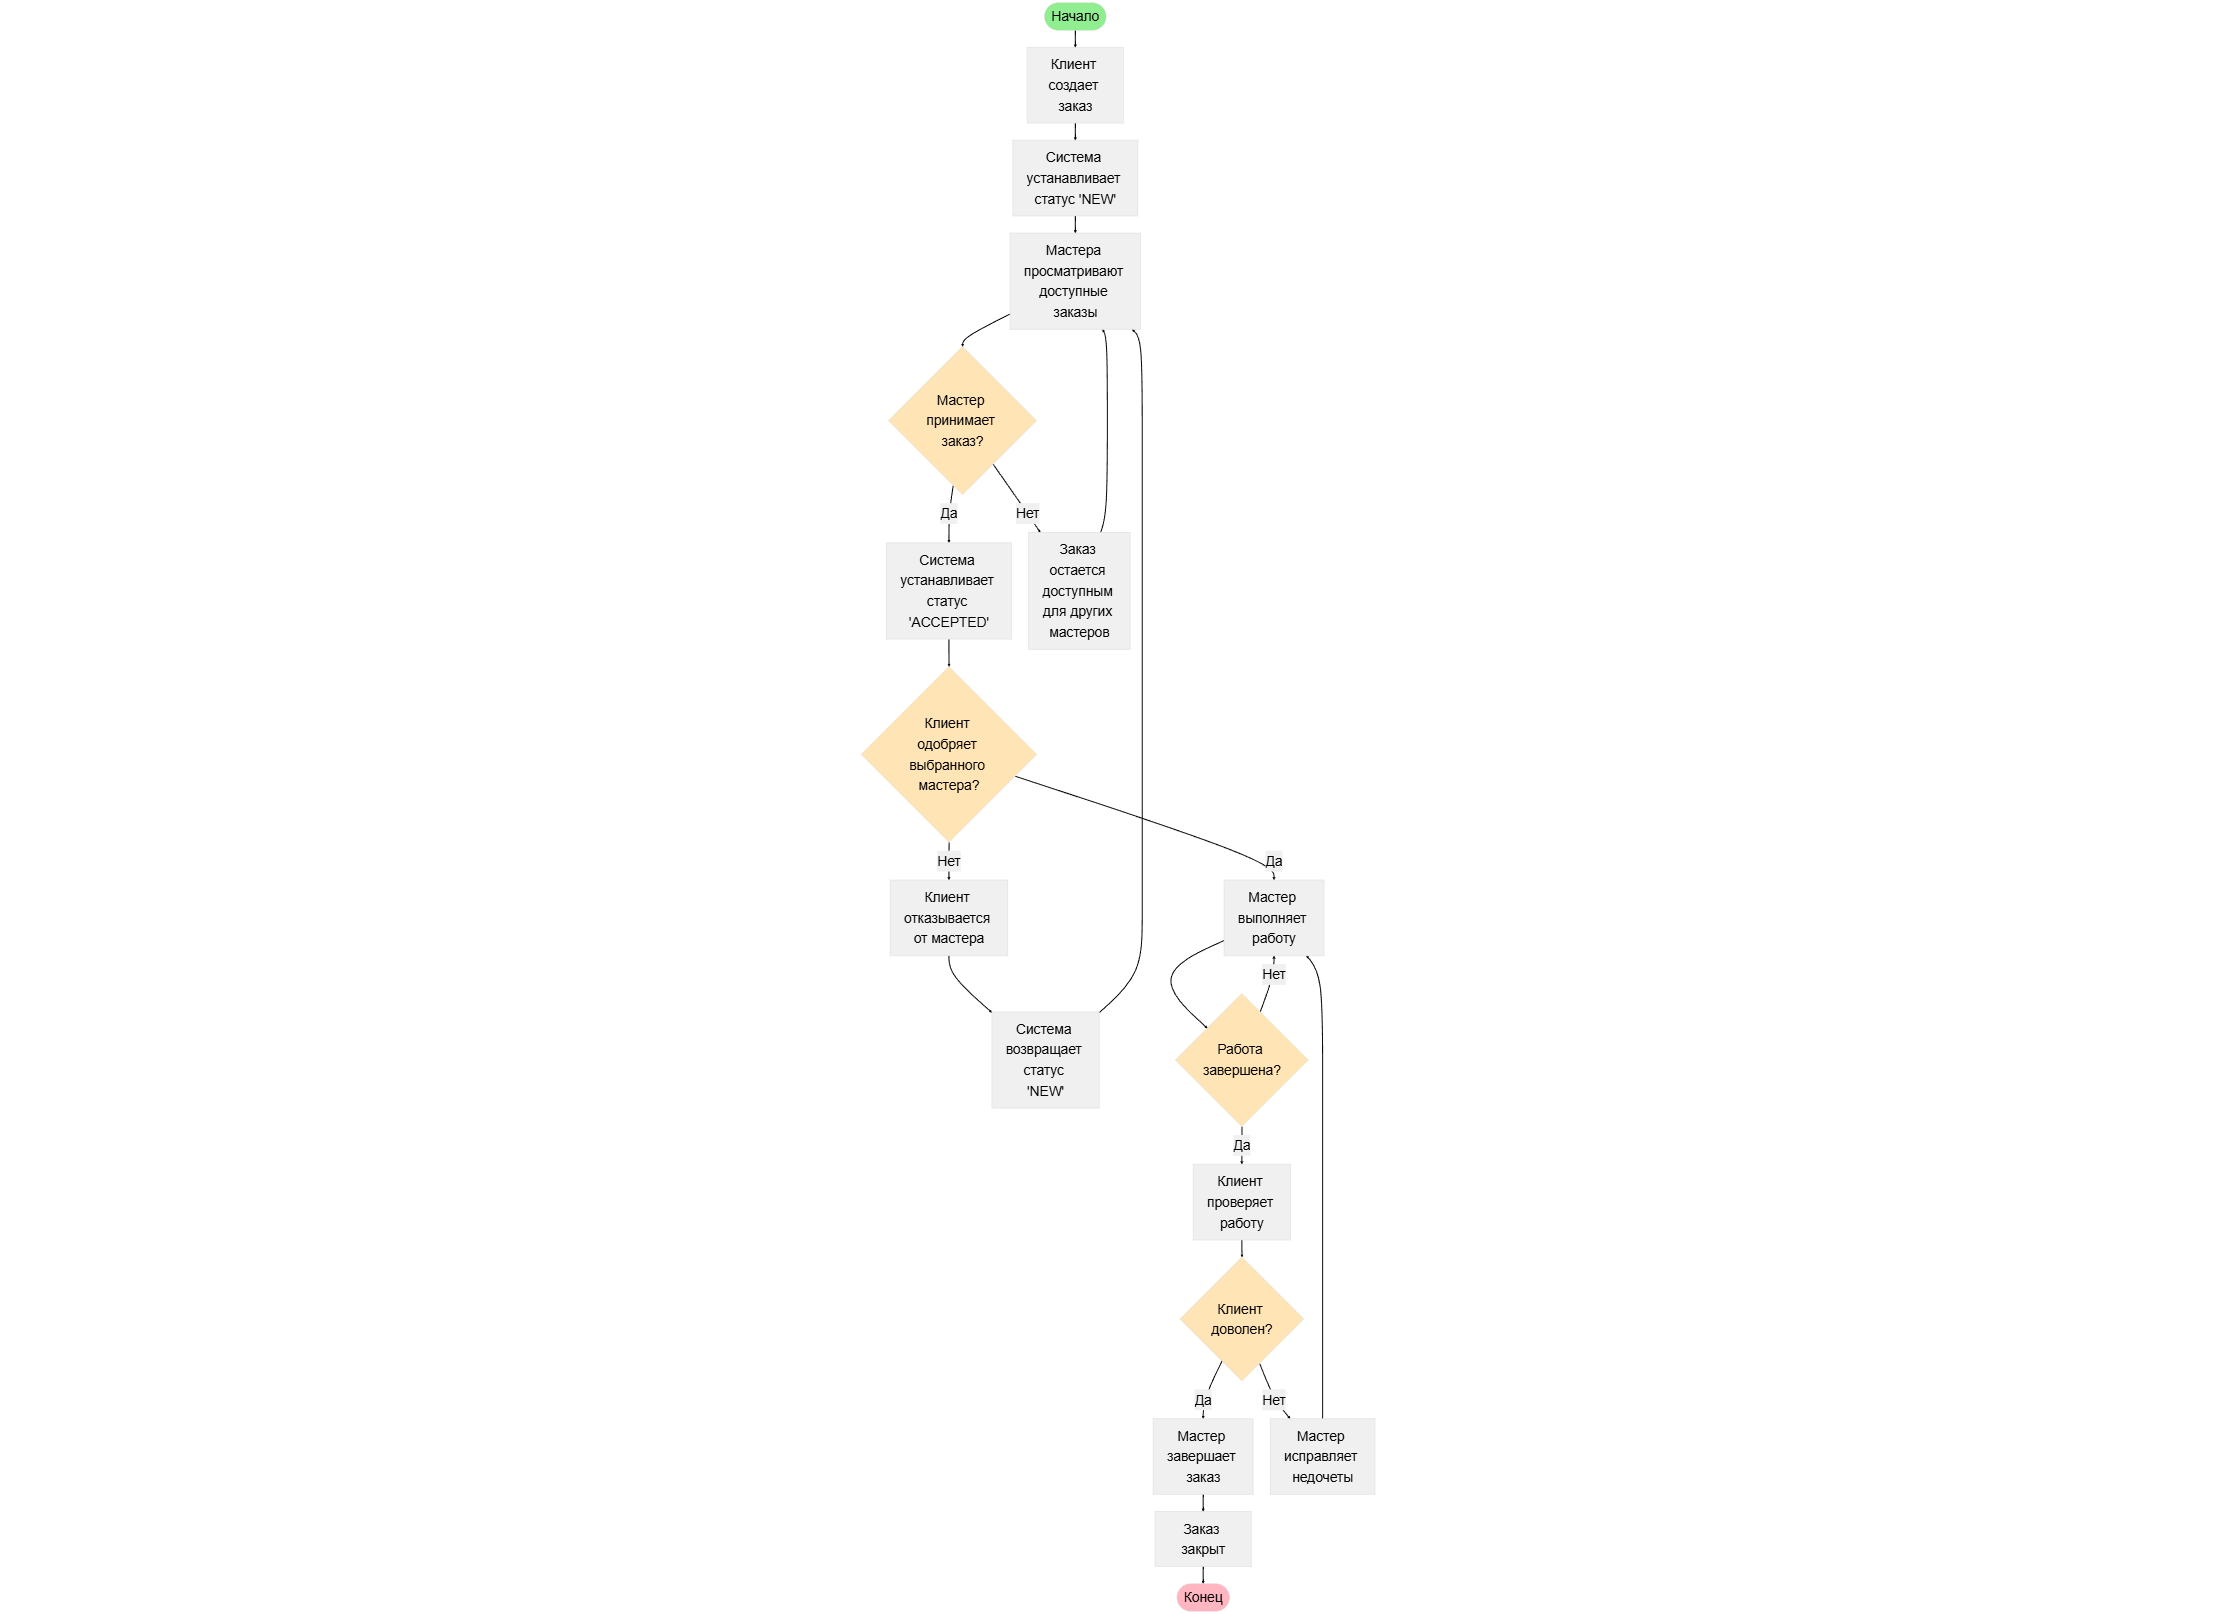 Начало
Клиент
создает
заказ
Система
устанавливает
статус 'NEW'
Мастера
просматривают
доступные
заказы
Мастер
принимает
заказ?
Да
Нет
Система
устанавливает
статус
'ACCEPTED'
Заказ
остается
доступным
для других
мастеров
Клиент
одобряет
выбранного
мастера?
Нет
Да
Клиент
отказывается
от мастера
Мастер
выполняет
работу
Нет
Система
возвращает
статус
'NEW'
Работа
завершена?
Да
Клиент
проверяет
работу
Клиент
доволен?
Да
Нет
Мастер
завершает
заказ
Мастер
исправляет
недочеты
Заказ
закрыт
Конец